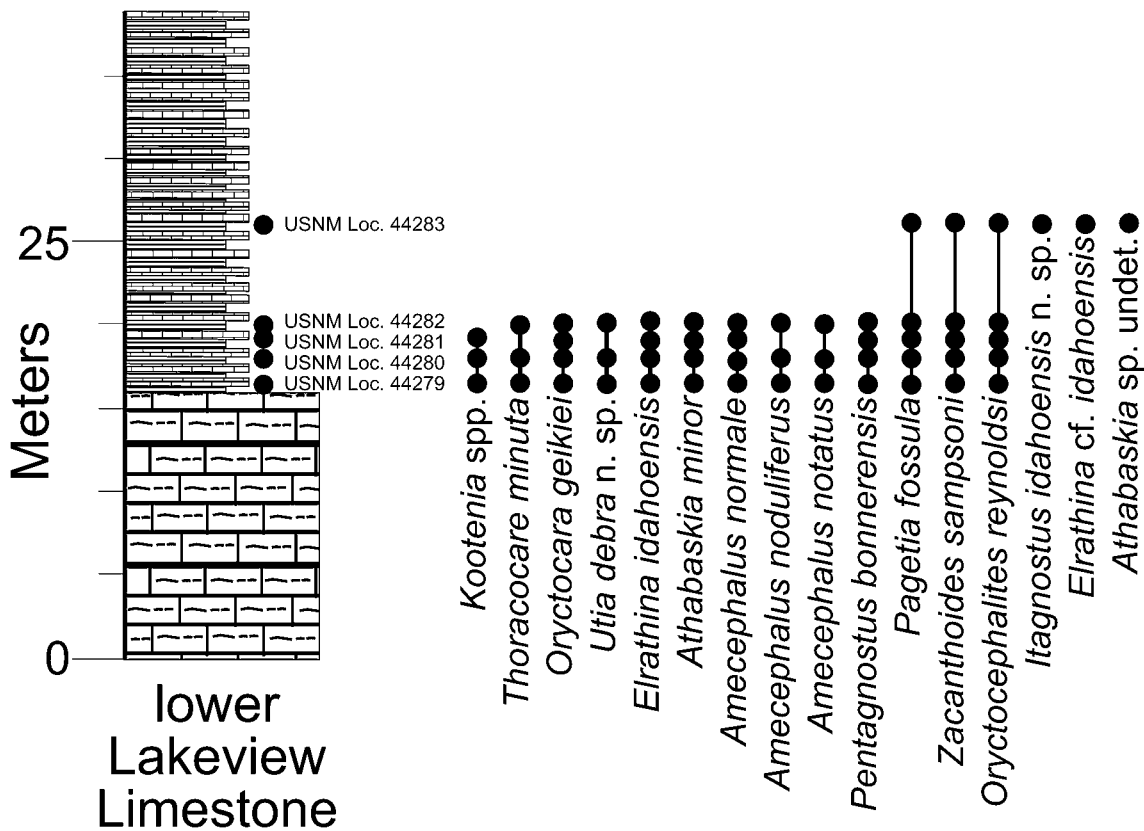 USNM Loc. 44283
25
USNM Loc. 44282
USNM Loc. 44281
USNM Loc. 44280
USNM Loc. 44279
Meters
0
lower
Lakeview
Limestone
Kootenia spp.
Thoracocare minuta
Oryctocara geikiei
Utia debra n. sp.
Elrathina idahoensis
Athabaskia minor
Amecephalus normale
Amecephalus noduliferus
Amecephalus notatus
Pentagnostus bonnerensis
Pagetia fossula
Zacanthoides sampsoni
Oryctocephalites reynoldsi
Itagnostus idahoensis n. sp.
Elrathina cf. idahoensis
Athabaskia sp. undet.